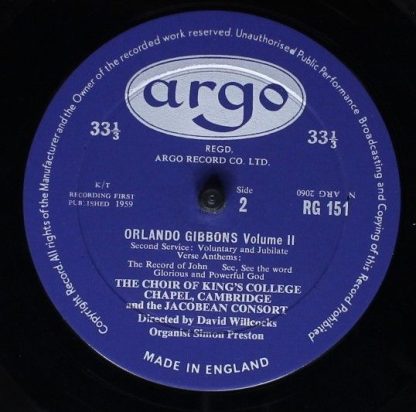 Copyright Record All rights of the Manufacturer and the Owner of the recorded work reserved. Unauthorised Public Performance Broadcasting and Copying of this Record Prohibited
argo
33⅓
33⅓
REGD.
ARGO RECORD CO. LTD.
K/T
RECORDING FIRST
PUBLISHED 1959
Side
2
N ARG 2060
RG 151
ORLANDO GIBBONS Volume II
Second Service: Voluntary and Jubilate
Verse Anthems:
The Record of John See, See the word
Glorious and Powerful God
THE CHOIR OF KING'S COLLEGE
CHAPEL, CAMBRIDGE
and the JACOBEAN CONSORT
Directed by David Willcocks
Organist Simon Preston
MADE IN ENGLAND